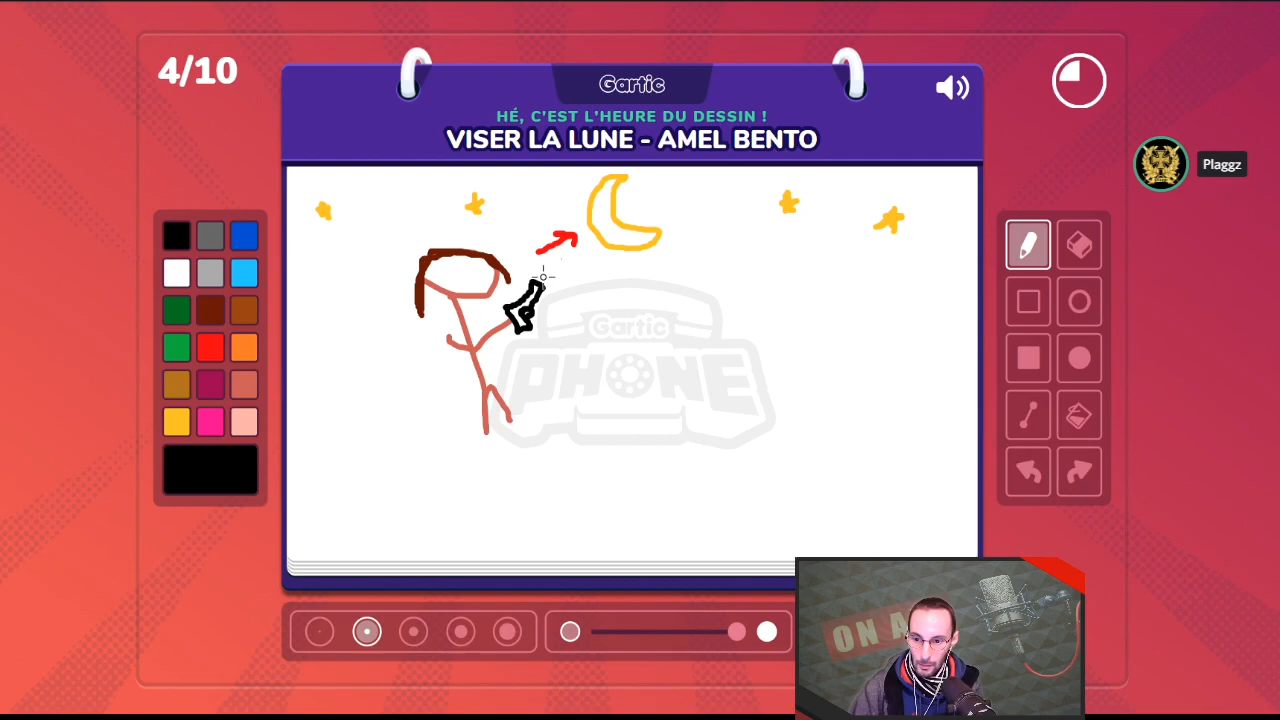 4/10
Gartic
HÉ, C'EST L'HEURE DU DESSIN !
VISER LA LUNE - AMEL BENTO
Plaggz
Gartic
PHONE
ON A